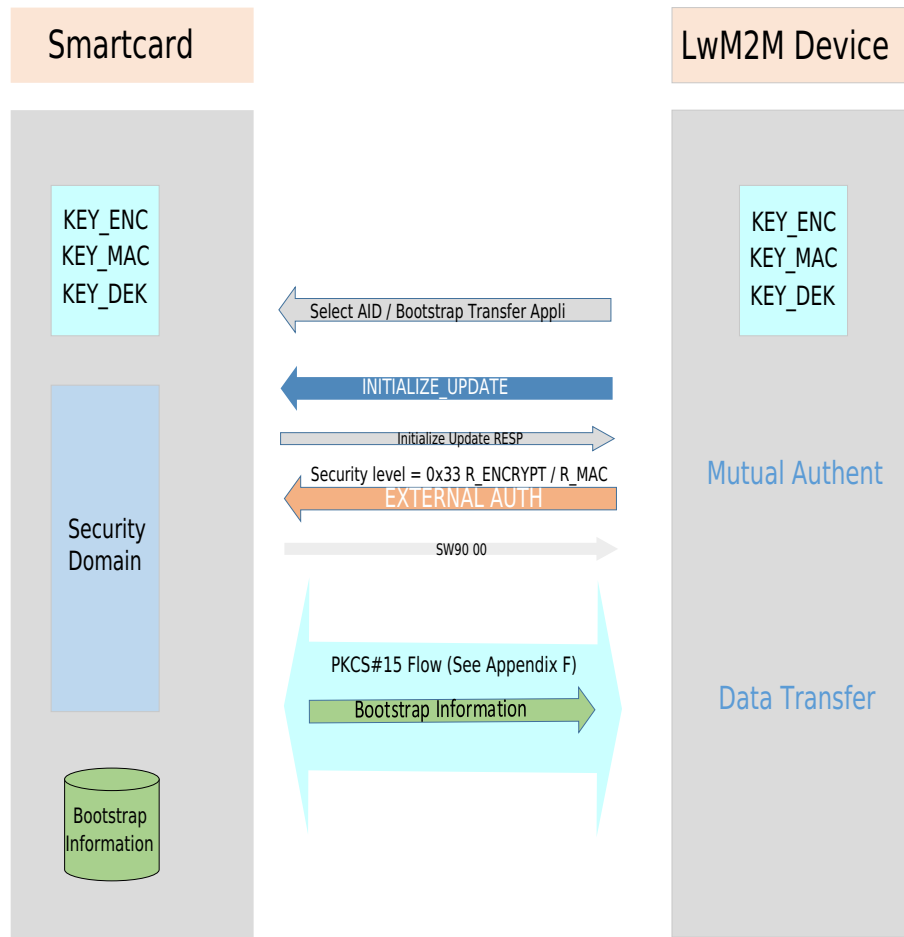 Smartcard
LwM2M Device
KEY_ENC
KEY_MAC
KEY_DEK
KEY_ENC
KEY_MAC
KEY_DEK
Select AID / Bootstrap Transfer Appli
INITIALIZE_UPDATE
Initialize Update RESP
Security level = 0x33 R_ENCRYPT / R_MAC
EXTERNAL AUTH
Mutual Authent
SW90 00
Security
Domain
PKCS#15 Flow (See Appendix F)
Bootstrap Information
Data Transfer
Bootstrap
Information